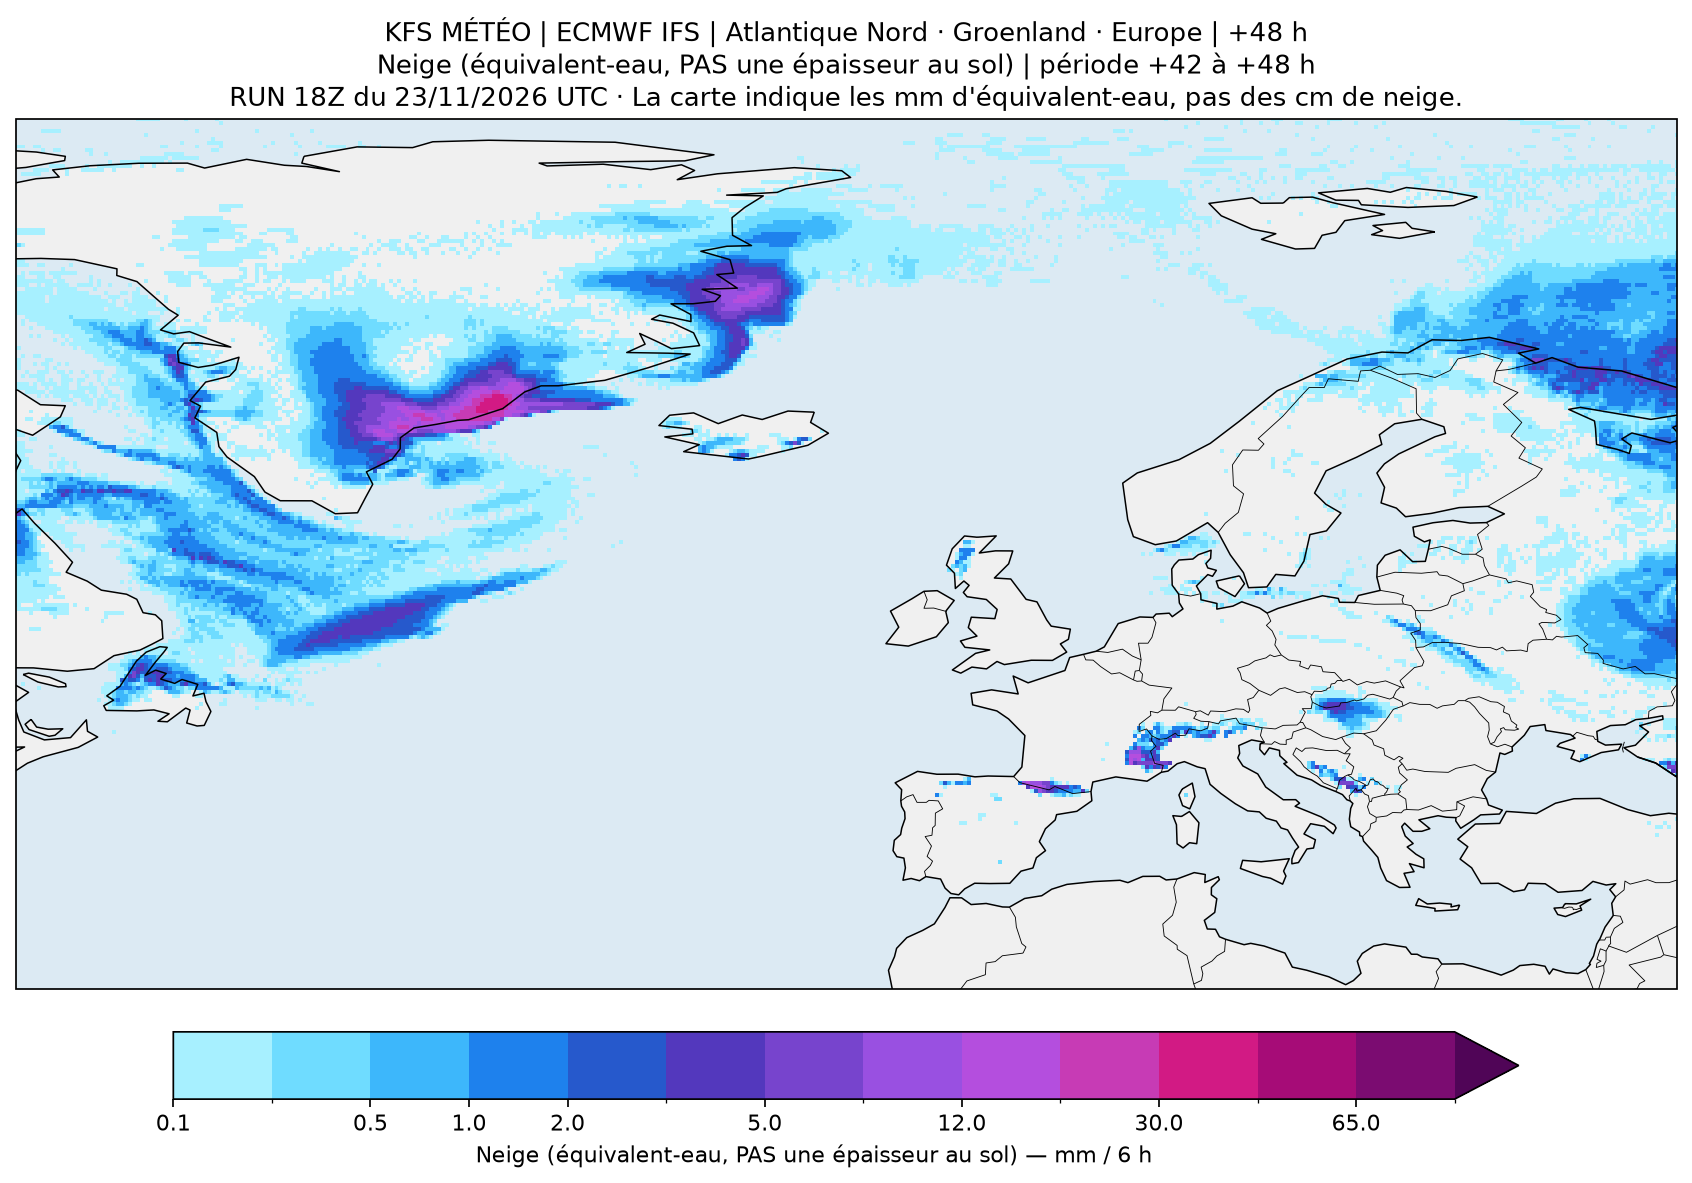 KFS MÉTÉO | ECMWF IFS | Atlantique Nord · Groenland · Europe | +48 h
Neige (équivalent-eau, PAS une épaisseur au sol) | période +42 à +48 h
RUN 18Z du 23/11/2026 UTC · La carte indique les mm d'équivalent-eau, pas des cm de neige.
0.1 0.5 1.0 2.0 5.0 12.0 30.0 65.0
Neige (équivalent-eau, PAS une épaisseur au sol) — mm / 6 h